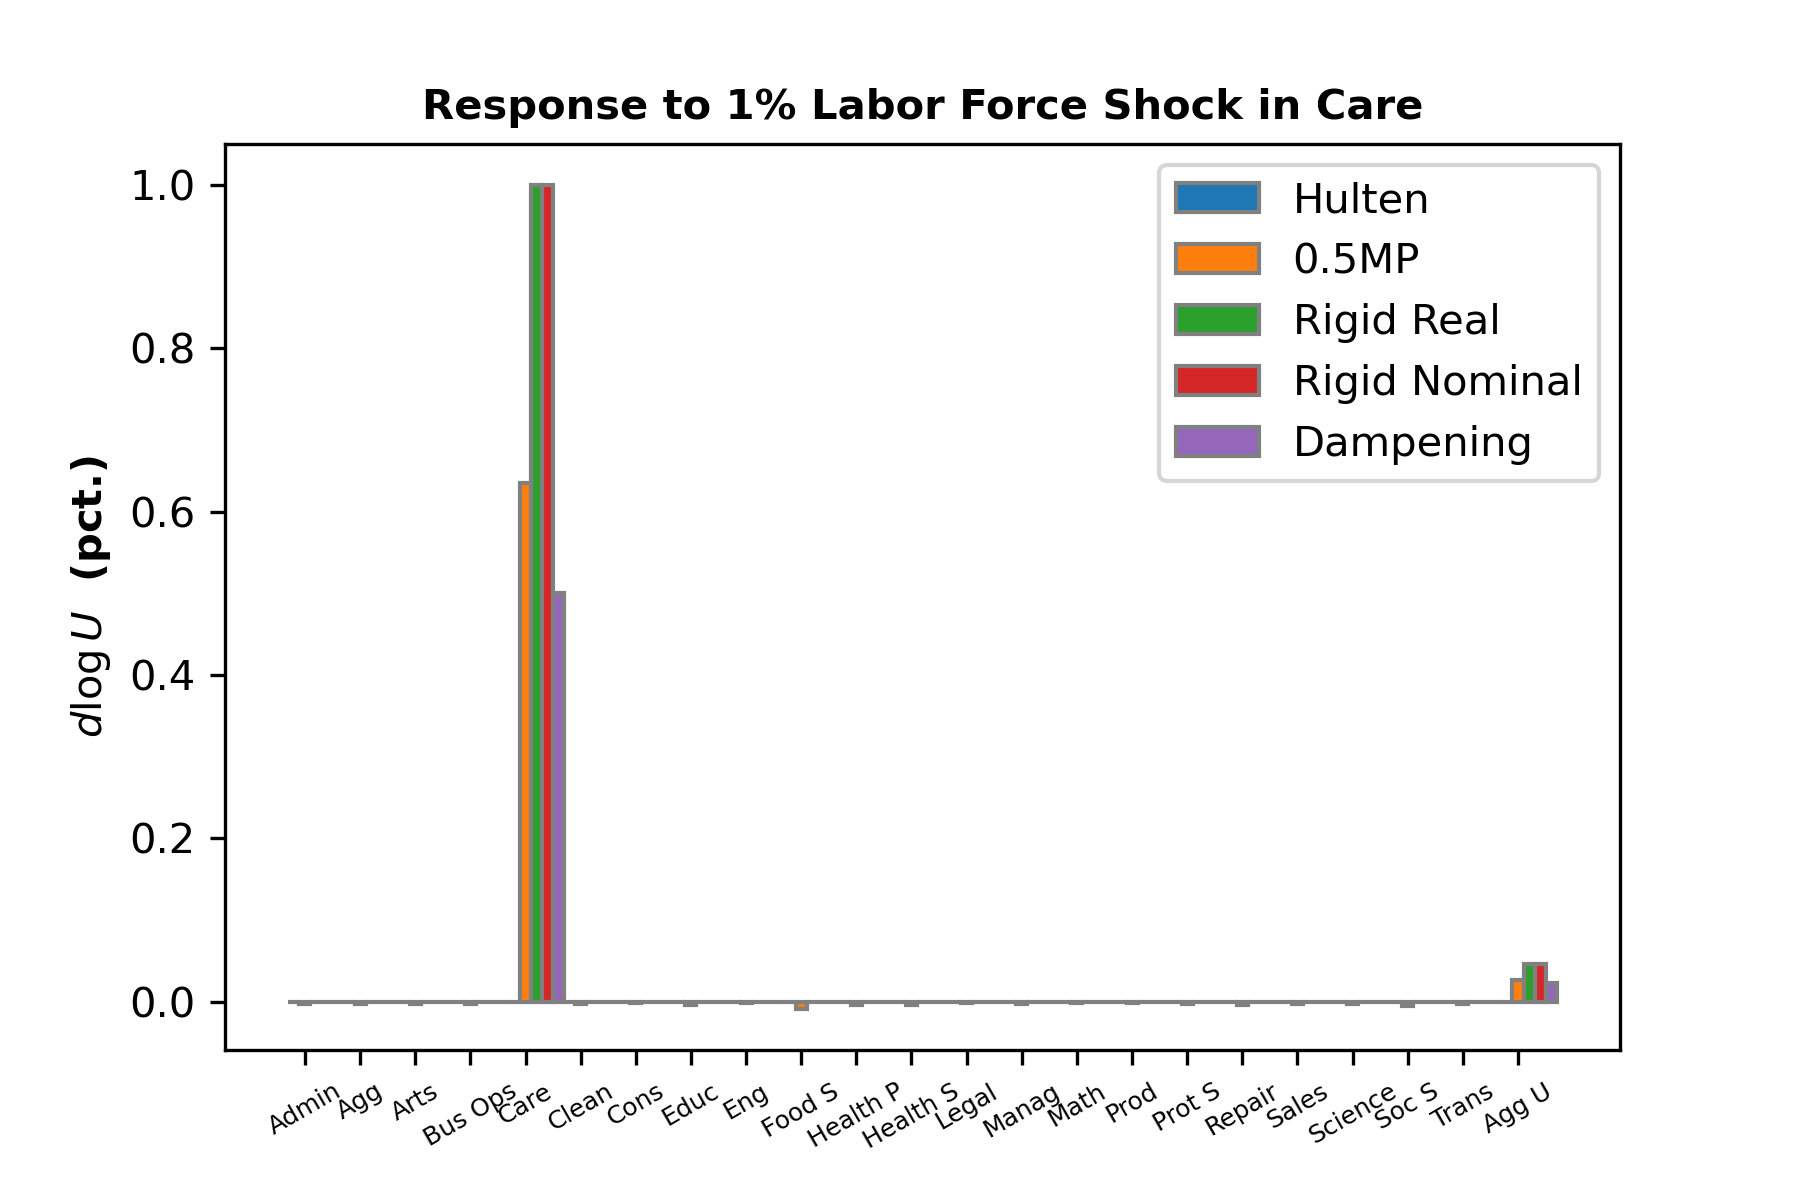 Response to 1% Labor Force Shock in Care
1.0
0.8
0.6
0.4
0.2
0.0
dlog U (pct.)
Hulten
0.5MP
Rigid Real
Rigid Nominal
Dampening
Admin
Agg
Arts
Bus Ops
Care
Clean
Cons
Educ
Eng
Food S
Health P
Health S
Legal
Manag
Math
Prod
Prot S
Repair
Sales
Science
Soc S
Trans
Agg U